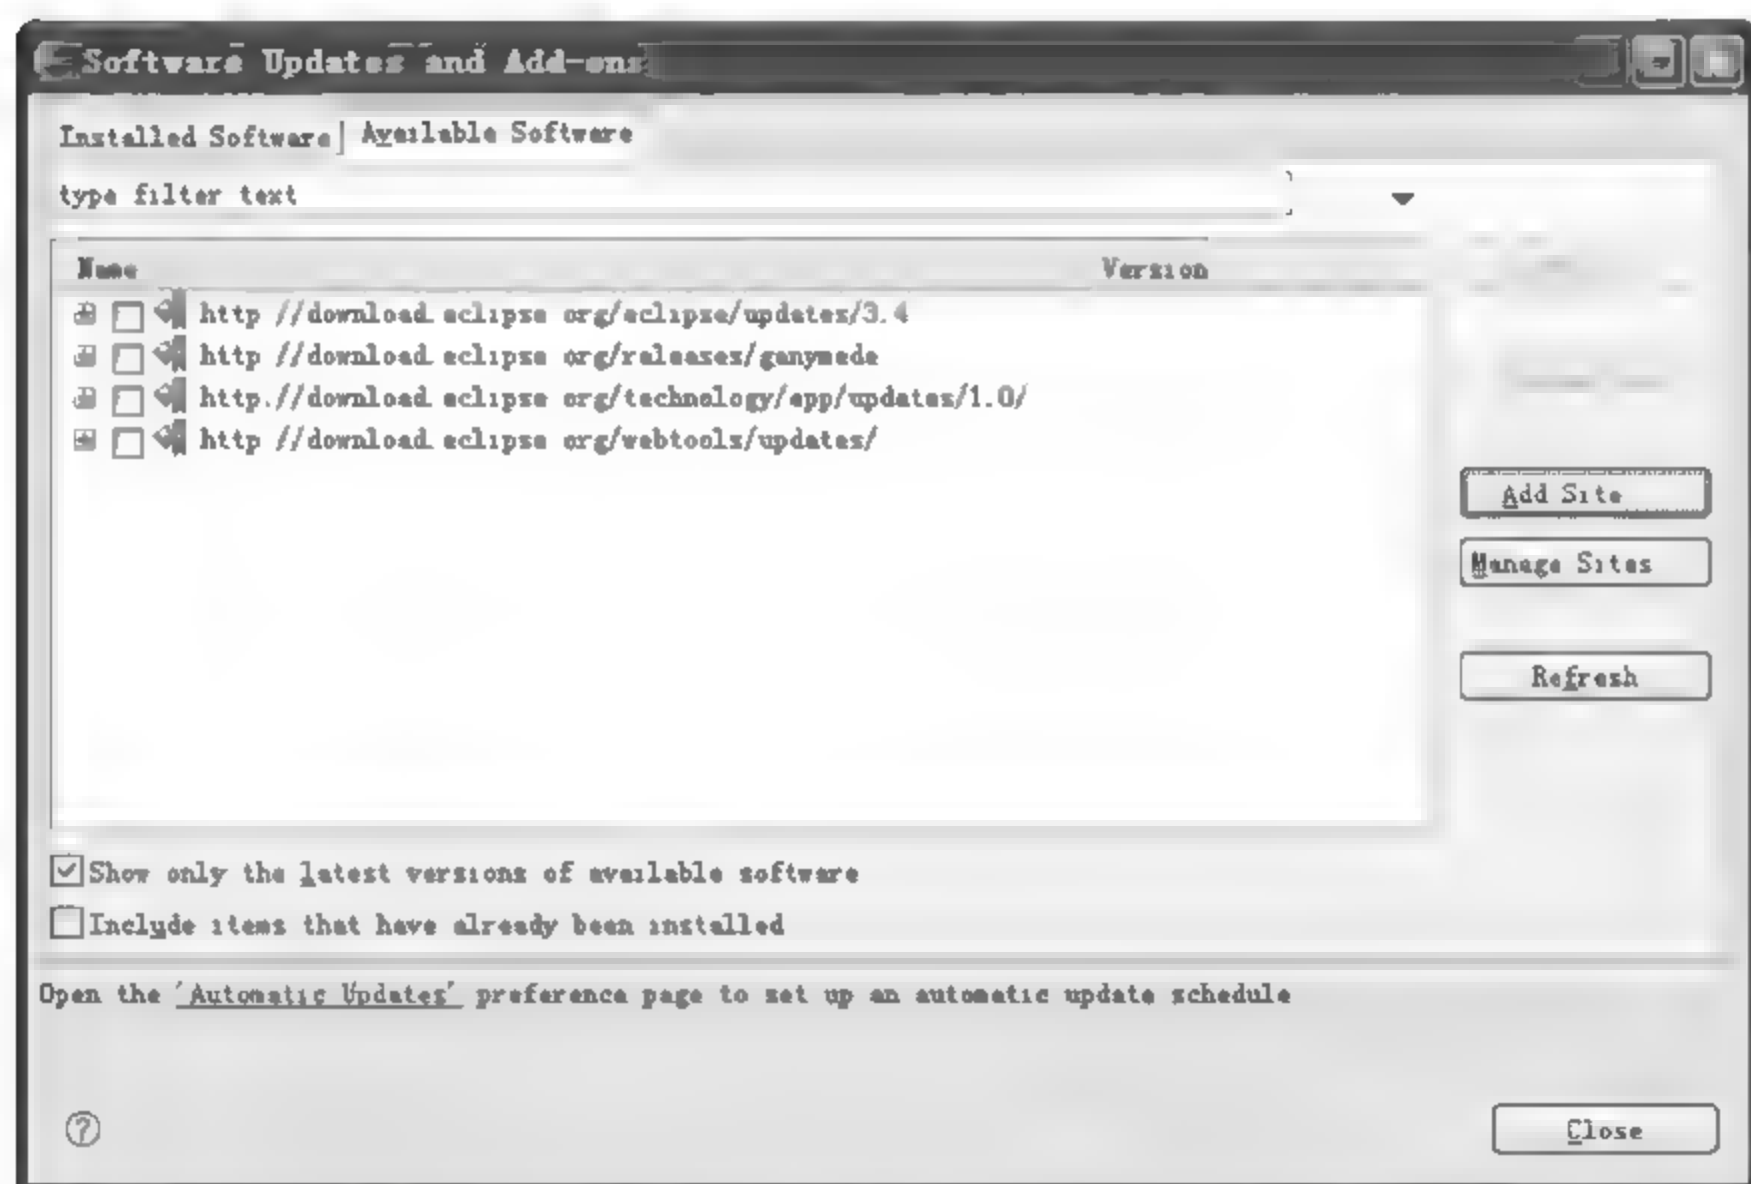 Software Updates and Add-ons
Installed Software Available Software
type filter text
Name Version
http //download eclipse org/eclipse/updates/3.4
http //download eclipse org/releases/ganymede
http.//download eclipse org/technology/epp/updates/1.0/
http //download eclipse org/webtools/updates/
Add Site
Manage Sites
Refresh
Show only the latest versions of available software
Include items that have already been installed
Open the 'Automatic Updates' preference page to set up an automatic update schedule
Close